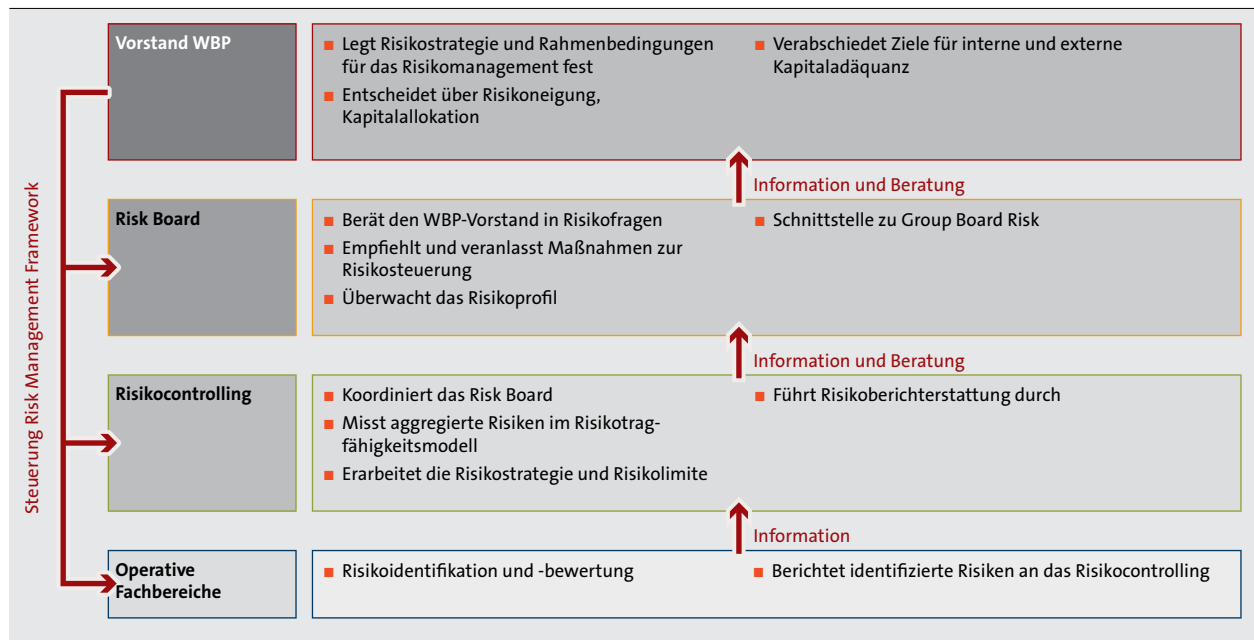 Steuerung Risk Management Framework
Vorstand WBP
■ Legt Risikostrategie und Rahmenbedingungen
für das Risikomanagement fest
■ Entscheidet über Risikoneigung,
Kapitalallokation
■ Verabschiedet Ziele für interne und externe
Kapitaladäquanz
Information und Beratung
Risk Board
■ Berät den WBP-Vorstand in Risikofragen
■ Empfiehlt und veranlasst Maßnahmen zur
Risikosteuerung
■ Überwacht das Risikoprofil
■ Schnittstelle zu Group Board Risk
Information und Beratung
Risikocontrolling
■ Koordiniert das Risk Board
■ Misst aggregierte Risiken im Risikotrag-
fähigkeitsmodell
■ Erarbeitet die Risikostrategie und Risikolimite
■ Führt Risikoberichterstattung durch
Information
Operative
Fachbereiche
■ Risikoidentifikation und -bewertung
■ Berichtet identifizierte Risiken an das Risikocontrolling